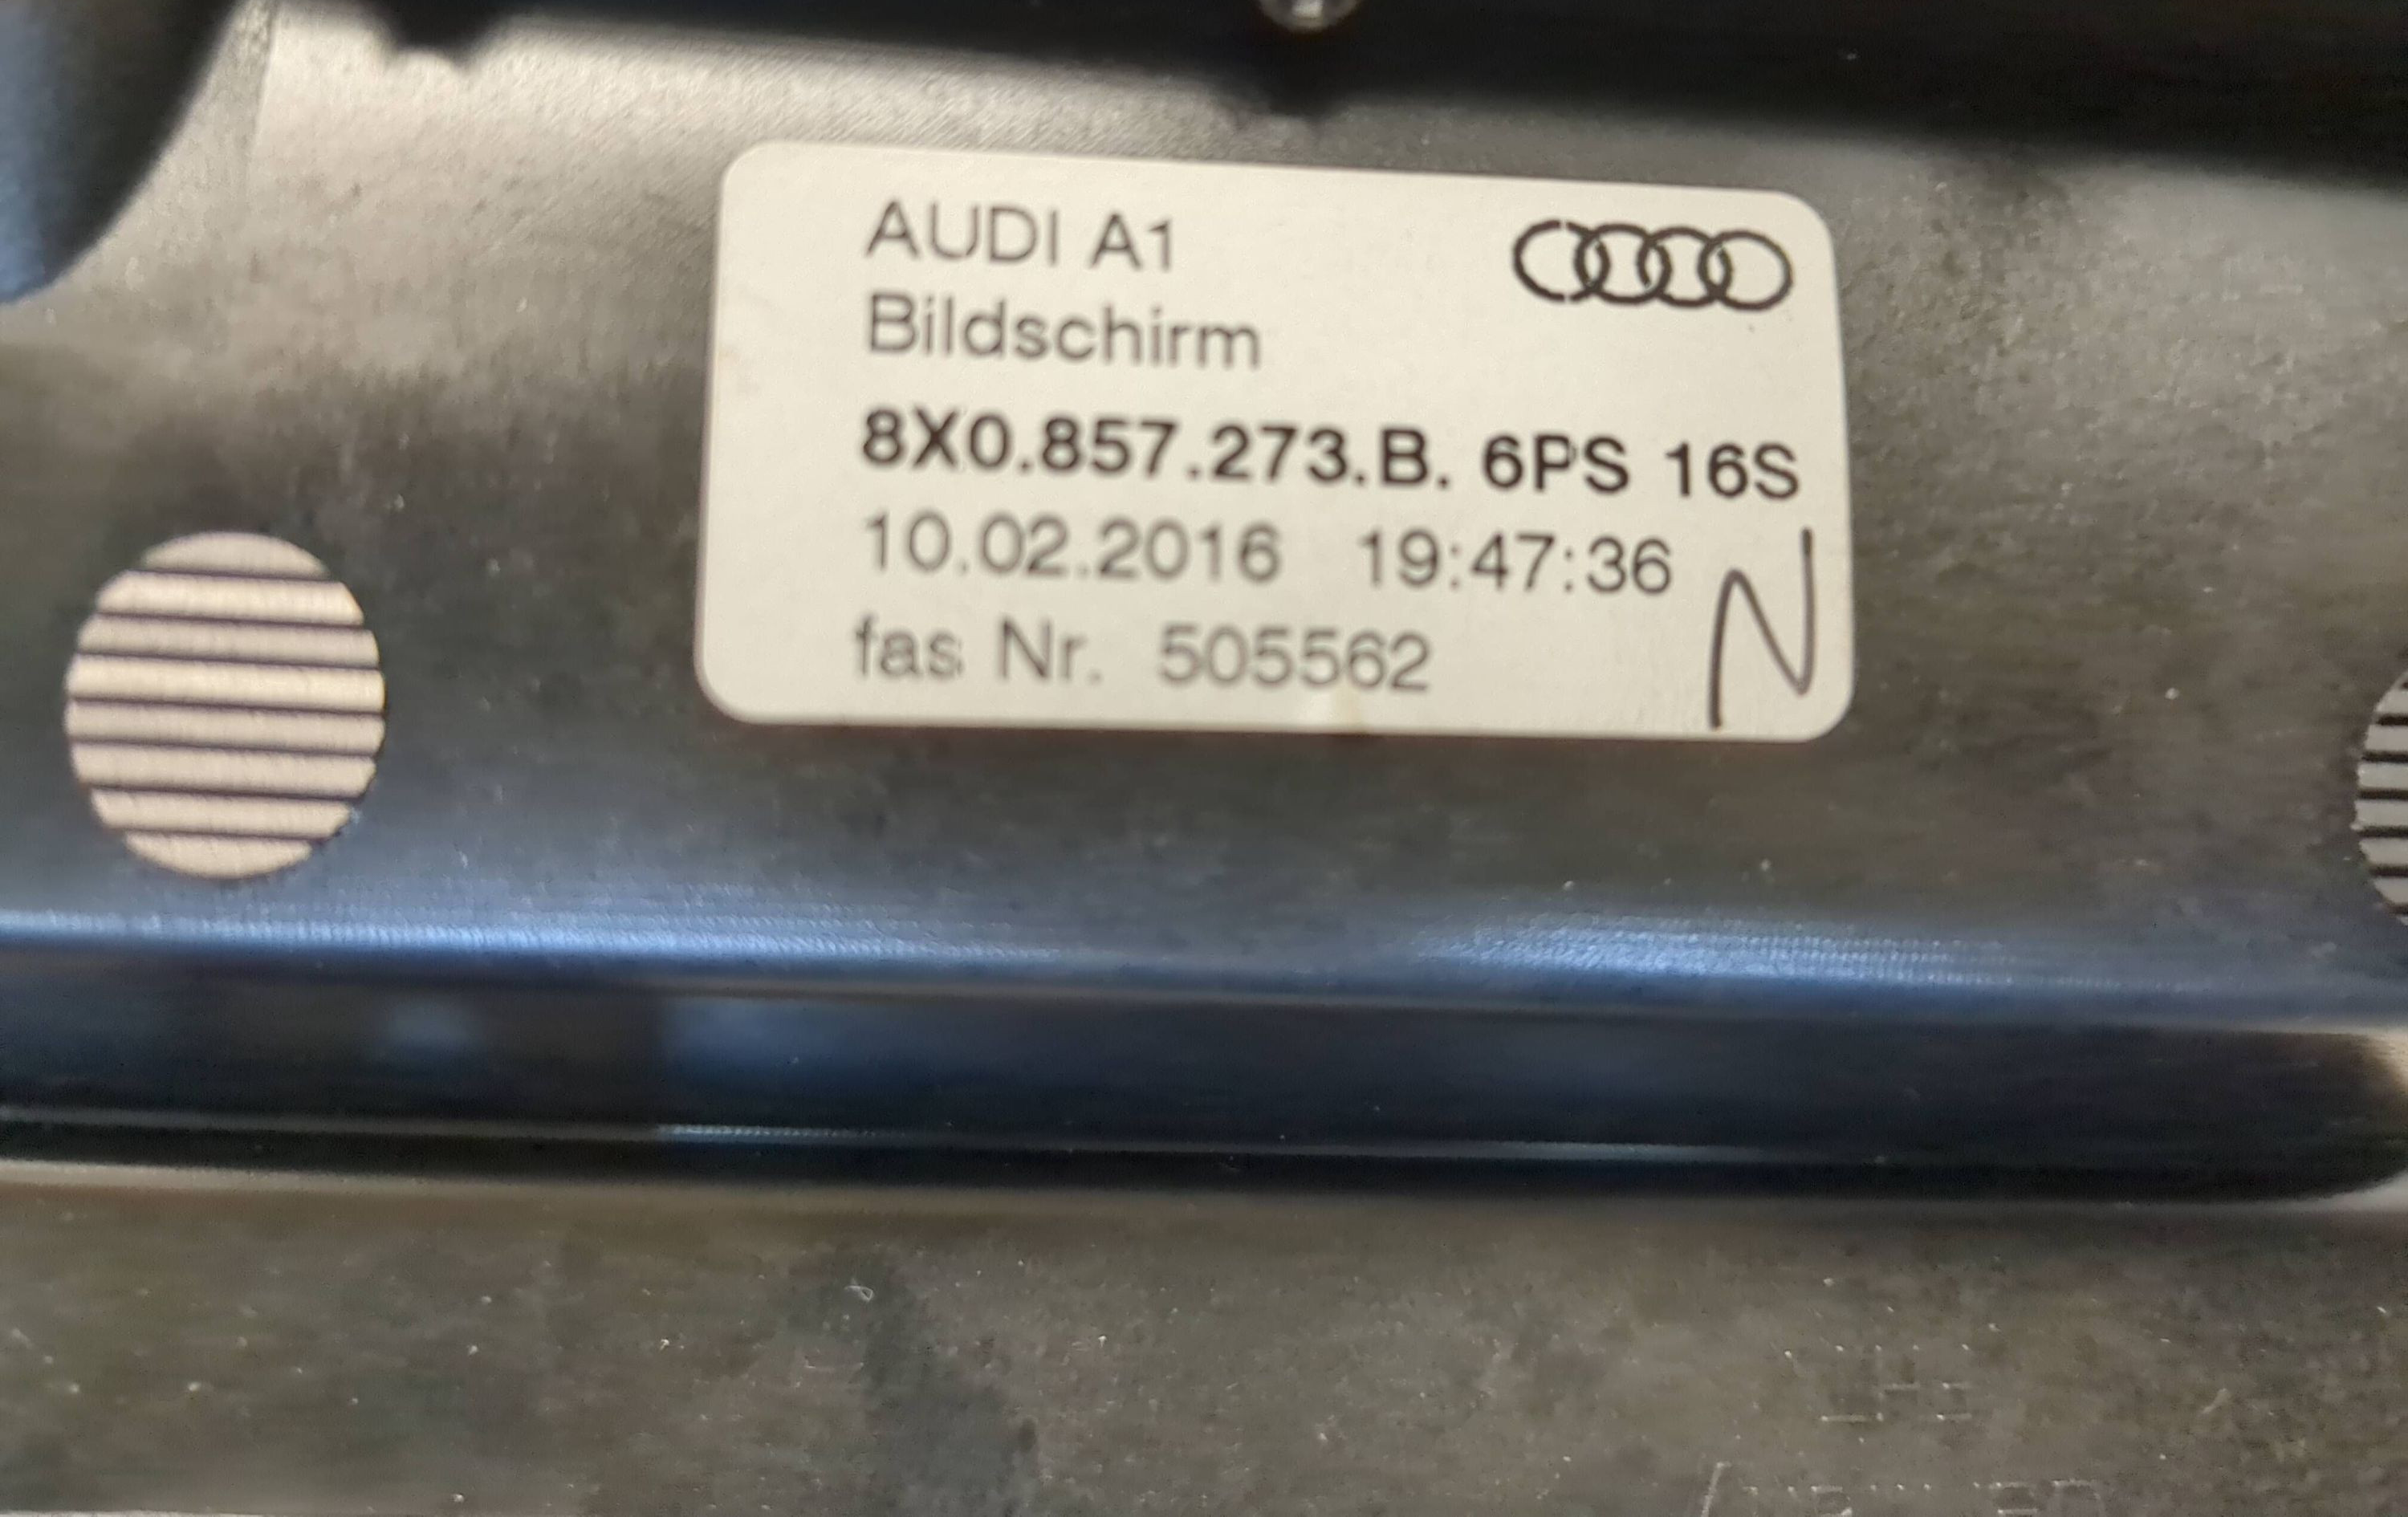 AUDI A1
Bildschirm
8X0.857.273.B. 6PS 16S
10.02.2016 19:47:36
fas Nr. 505562
N